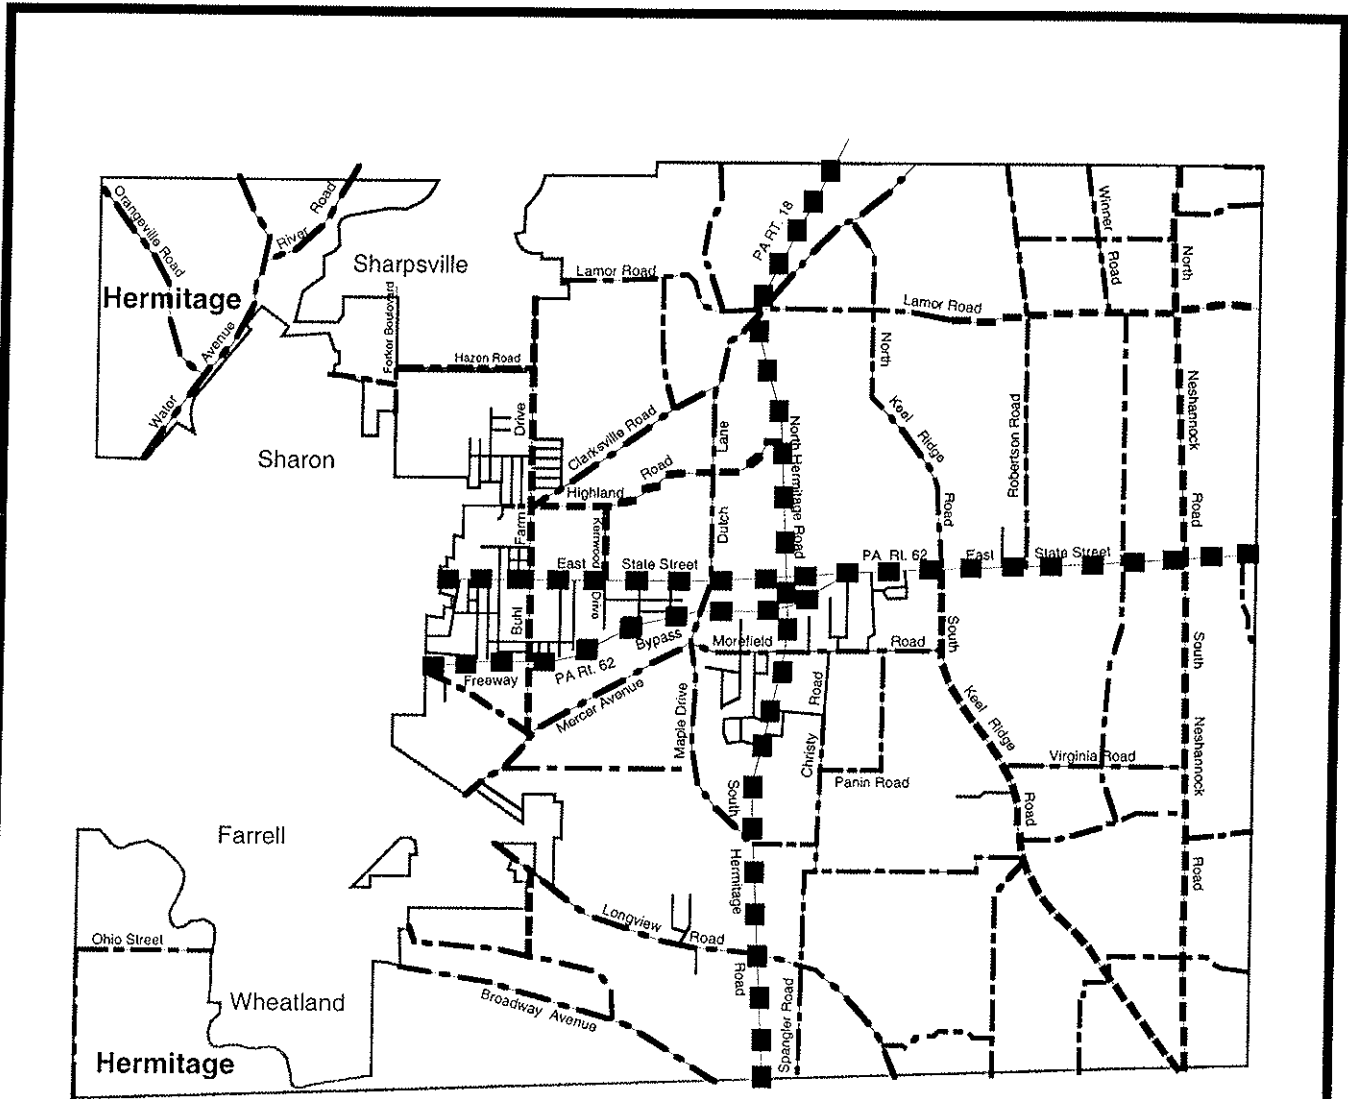 Orangeville Road
River Road
Hermitage
Water Avenue
Sharpsville
Forker Boulevard
Hazen Road
Sharon
Lamor Road
PA RT. 18
Lamor Road
Winner Road
North Neshannock Road
North Keel Ridge Road
Robertson Road
Clarksville Road
Highland Road
Dutch Lane
North Hermitage Road
Buhl Farm Drive
Kenwood Drive
East State Street
PA Rt. 62 East State Street
Freeway PA Rt. 62 Bypass
Morefield Road
Mercer Avenue
Maple Drive
Christy Road
Panin Road
South Keel Ridge Road
Virginia Road
South Neshannock Road
South Hermitage Road
Farrell
Longview Road
Ohio Street
Wheatland
Broadway Avenue
Spangler Road
Hermitage